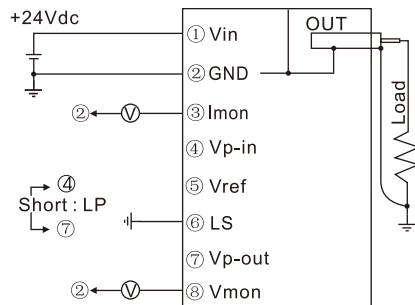 +24Vdc
① Vin
OUT
② GND
② V ③ Imon
④ Vp-in
Load
④
⑤ Vref
Short : LP
⑦
⑥ LS
⑦ Vp-out
② V ⑧ Vmon